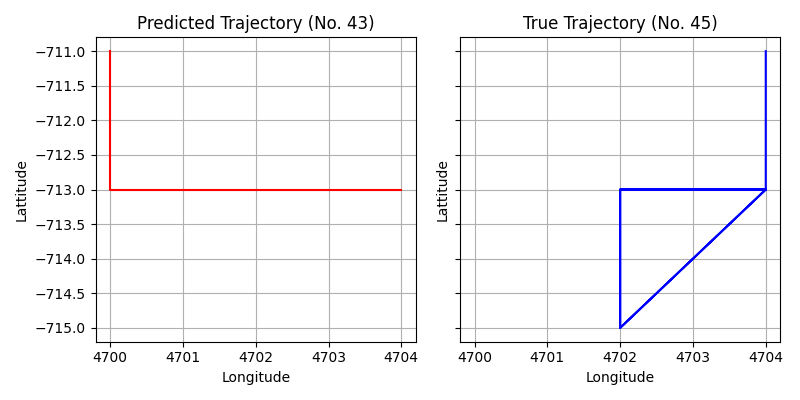 Predicted Trajectory (No. 43)
True Trajectory (No. 45)
−711.0
−711.5
−712.0
−712.5
−713.0
−713.5
−714.0
−714.5
−715.0
Lattitude
Lattitude
4700 4701 4702 4703 4704
4700 4701 4702 4703 4704
Longitude
Longitude